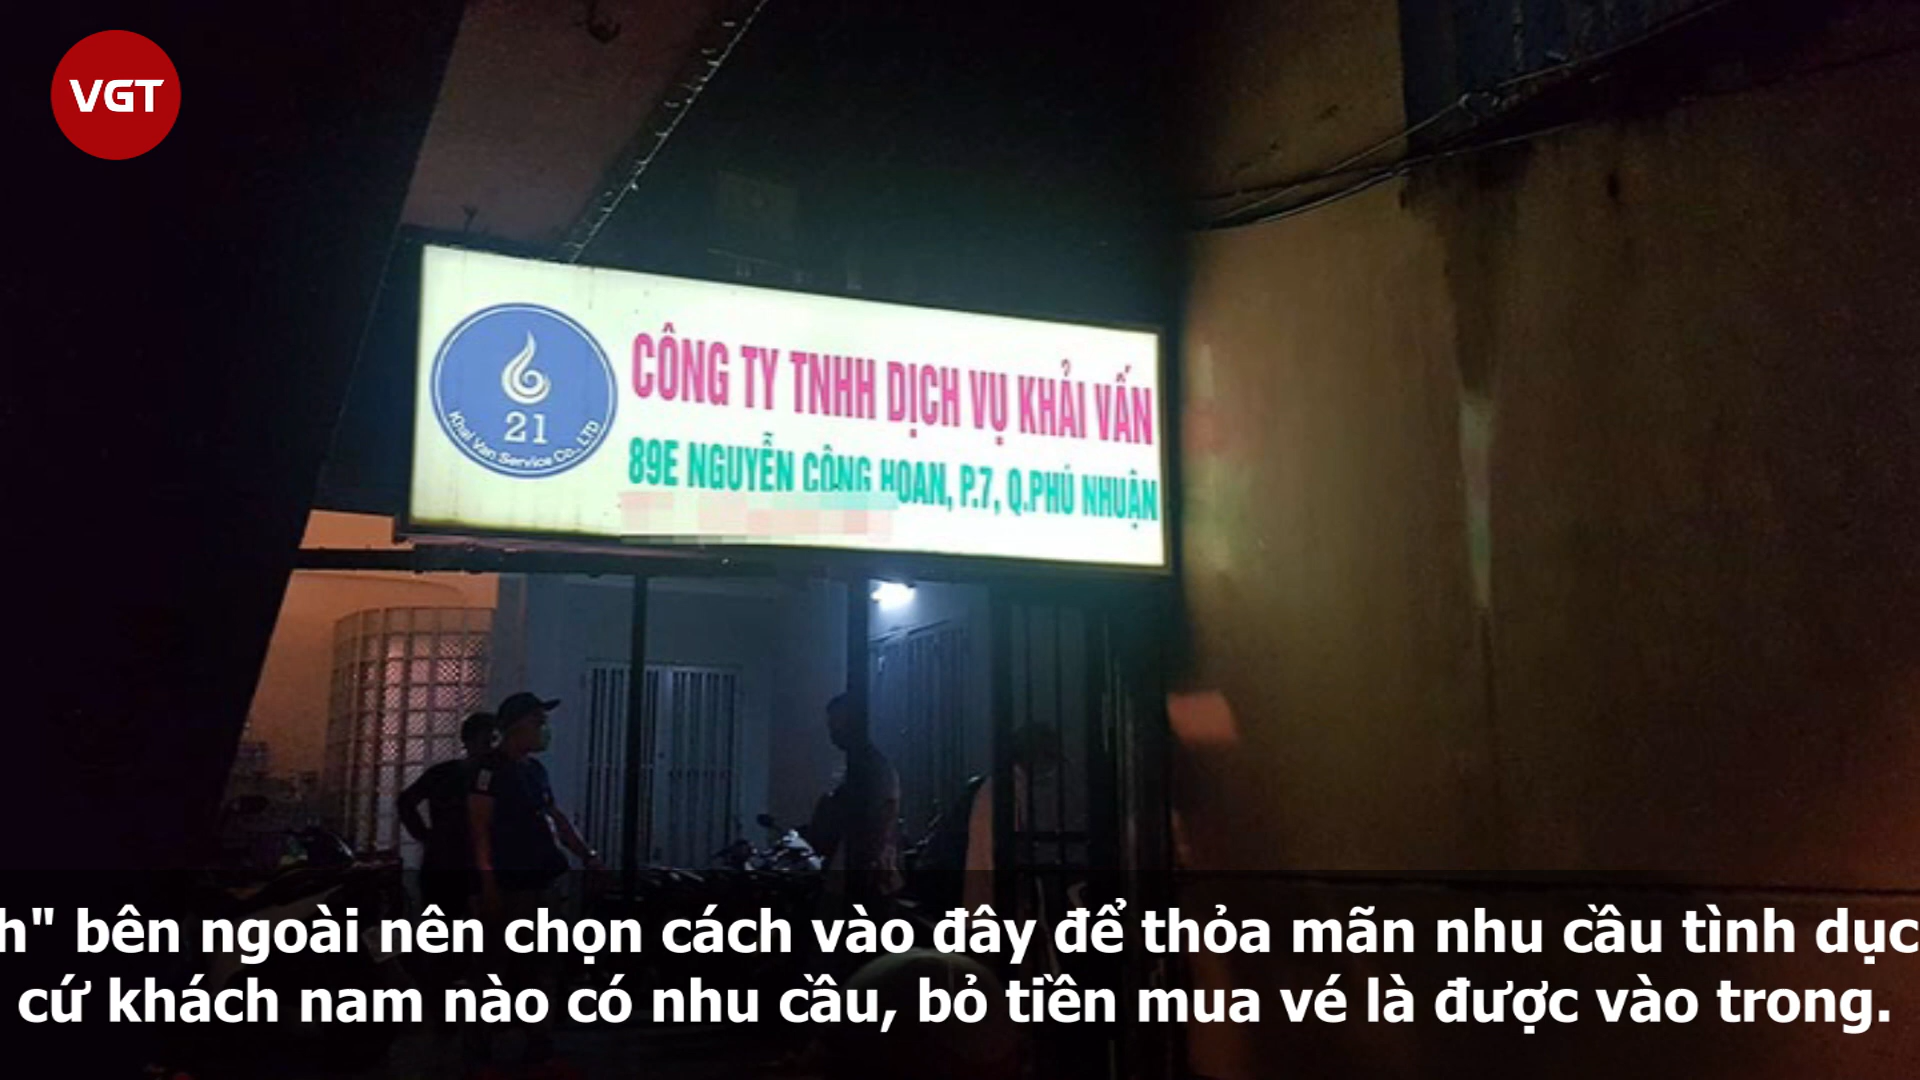 VGT
CÔNG TY TNHH DỊCH VỤ KHẢI VẤN
21
Khai Van Service Co., LTD
89E NGUYỄN CÔNG HOAN, P.7, Q.PHÚ NHUẬN
h" bên ngoài nên chọn cách vào đây để thỏa mãn nhu cầu tình dục
cứ khách nam nào có nhu cầu, bỏ tiền mua vé là được vào trong.